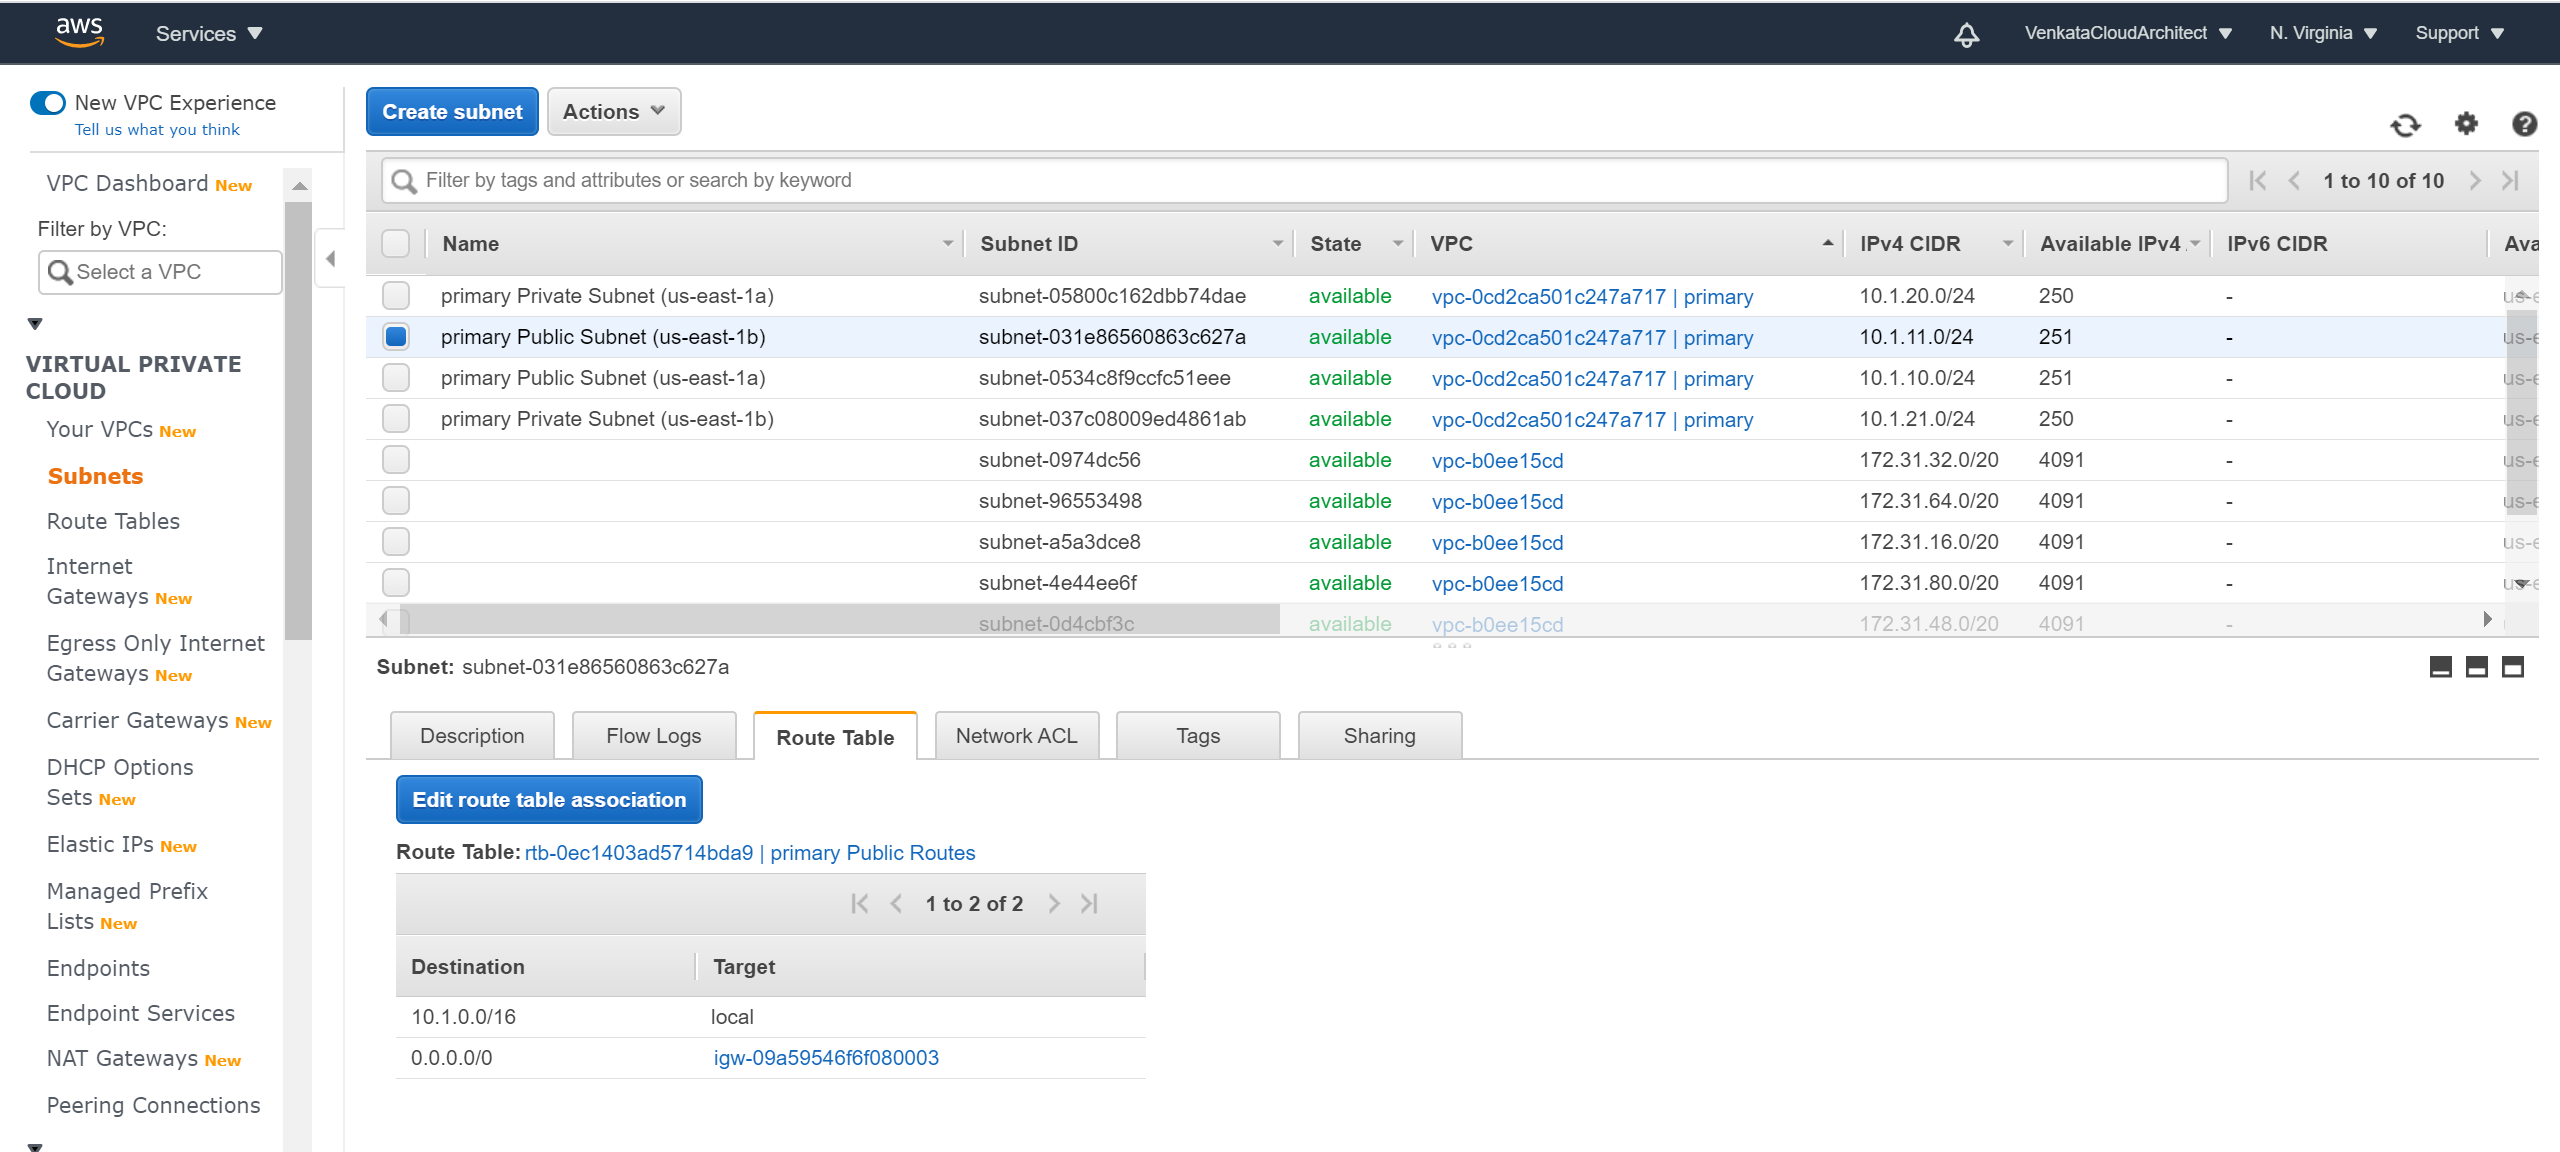 aws Services VenkataCloudArchitect N. Virginia Support
New VPC Experience
Tell us what you think
VPC Dashboard New
Filter by VPC:
Select a VPC
VIRTUAL PRIVATE
CLOUD
Your VPCs New
Subnets
Route Tables
Internet
Gateways New
Egress Only Internet
Gateways New
Carrier Gateways New
DHCP Options
Sets New
Elastic IPs New
Managed Prefix
Lists New
Endpoints
Endpoint Services
NAT Gateways New
Peering Connections
Create subnet Actions
Filter by tags and attributes or search by keyword 1 to 10 of 10
Name Subnet ID State VPC IPv4 CIDR Available IPv4 IPv6 CIDR Ava
primary Private Subnet (us-east-1a) subnet-05800c162dbb74dae available vpc-0cd2ca501c247a717 | primary 10.1.20.0/24 250 - us-e
primary Public Subnet (us-east-1b) subnet-031e86560863c627a available vpc-0cd2ca501c247a717 | primary 10.1.11.0/24 251 - us-e
primary Public Subnet (us-east-1a) subnet-0534c8f9ccfc51eee available vpc-0cd2ca501c247a717 | primary 10.1.10.0/24 251 - us-e
primary Private Subnet (us-east-1b) subnet-037c08009ed4861ab available vpc-0cd2ca501c247a717 | primary 10.1.21.0/24 250 - us-e
subnet-0974dc56 available vpc-b0ee15cd 172.31.32.0/20 4091 - us-e
subnet-96553498 available vpc-b0ee15cd 172.31.64.0/20 4091 - us-e
subnet-a5a3dce8 available vpc-b0ee15cd 172.31.16.0/20 4091 - us-e
subnet-4e44ee6f available vpc-b0ee15cd 172.31.80.0/20 4091 - us-e
subnet-0d4cbf3c available vpc-b0ee15cd 172.31.48.0/20 4091 -
Subnet: subnet-031e86560863c627a
Description Flow Logs Route Table Network ACL Tags Sharing
Edit route table association
Route Table: rtb-0ec1403ad5714bda9 | primary Public Routes
1 to 2 of 2
Destination Target
10.1.0.0/16 local
0.0.0.0/0 igw-09a59546f6f080003